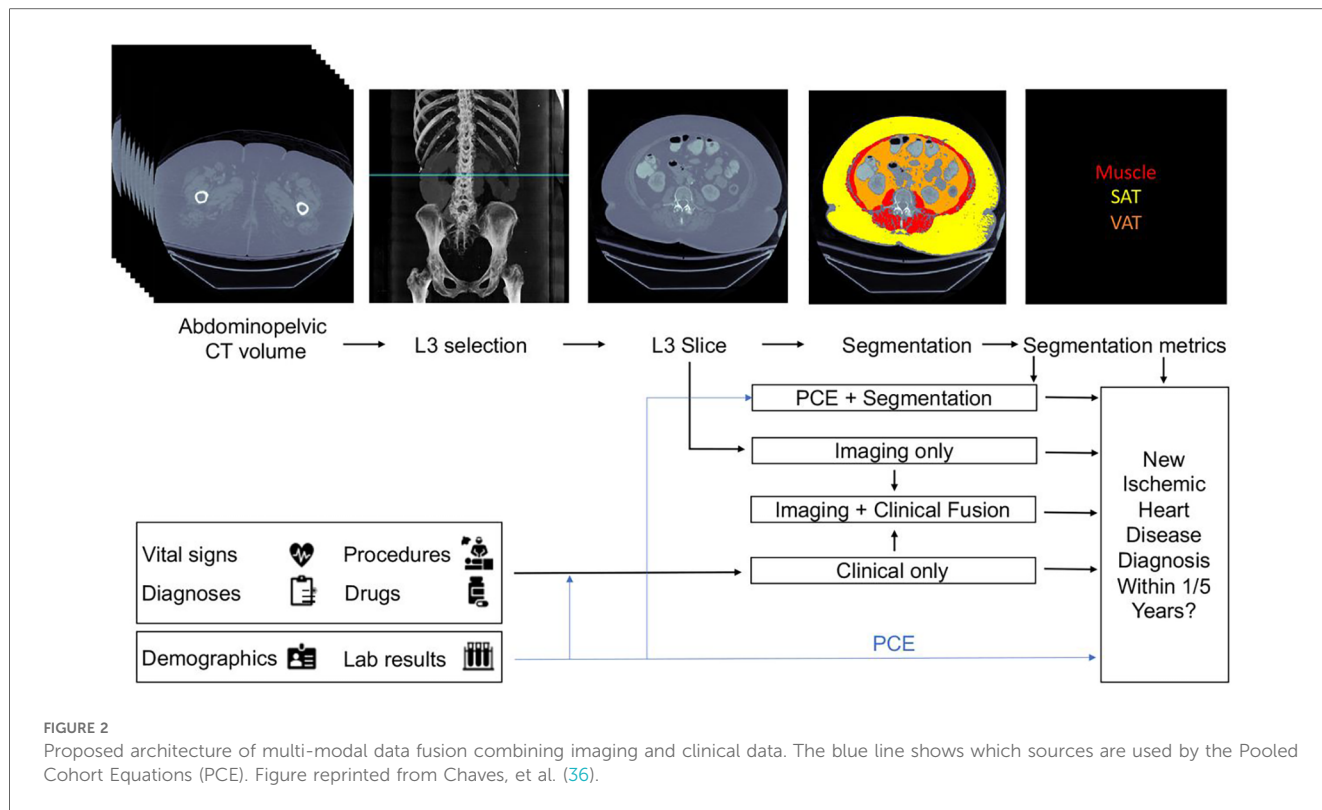 Muscle
SAT
VAT
Abdominopelvic
CT volume
L3 selection
L3 Slice
Segmentation
Segmentation metrics
PCE + Segmentation
Imaging only
Imaging + Clinical Fusion
Clinical only
New
Ischemic
Heart
Disease
Diagnosis
Within 1/5
Years?
Vital signs
Procedures
Diagnoses
Drugs
Demographics
Lab results
PCE
FIGURE 2
Proposed architecture of multi-modal data fusion combining imaging and clinical data. The blue line shows which sources are used by the Pooled
Cohort Equations (PCE). Figure reprinted from Chaves, et al. (36).